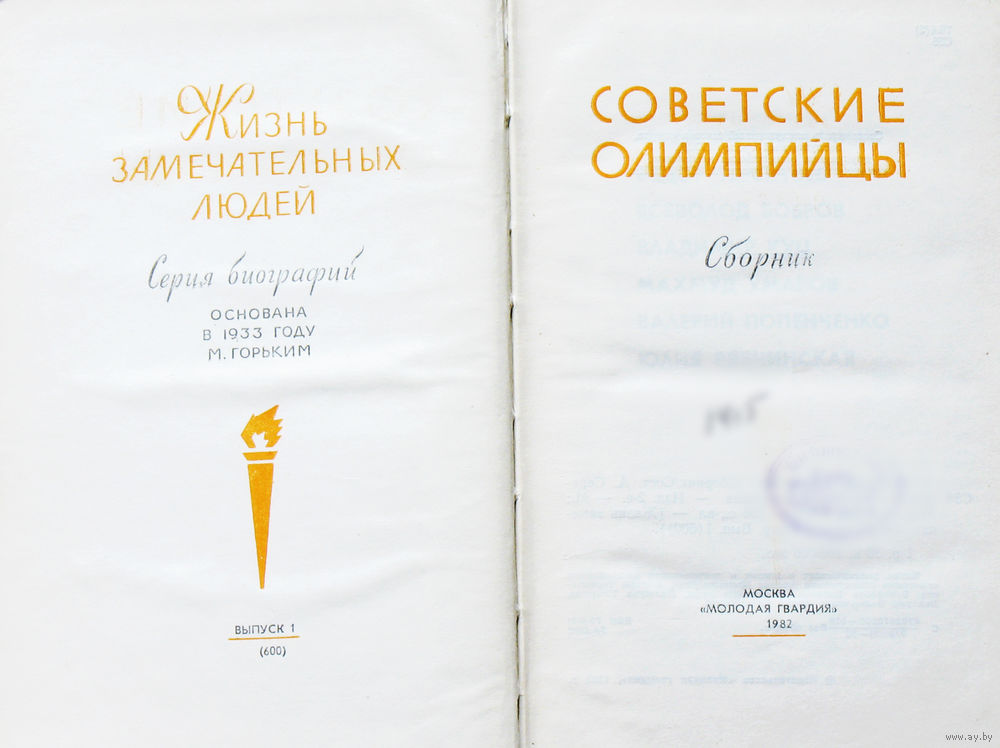 Жизнь
замечательных
людей
Серия биографий
ОСНОВАНА
В 1933 ГОДУ
М. ГОРЬКИМ
ВЫПУСК 1
(600)
СОВЕТСКИЕ
ОЛИМПИЙЦЫ
Сборник
МОСКВА
«МОЛОДАЯ ГВАРДИЯ»
1982
www.ay.by